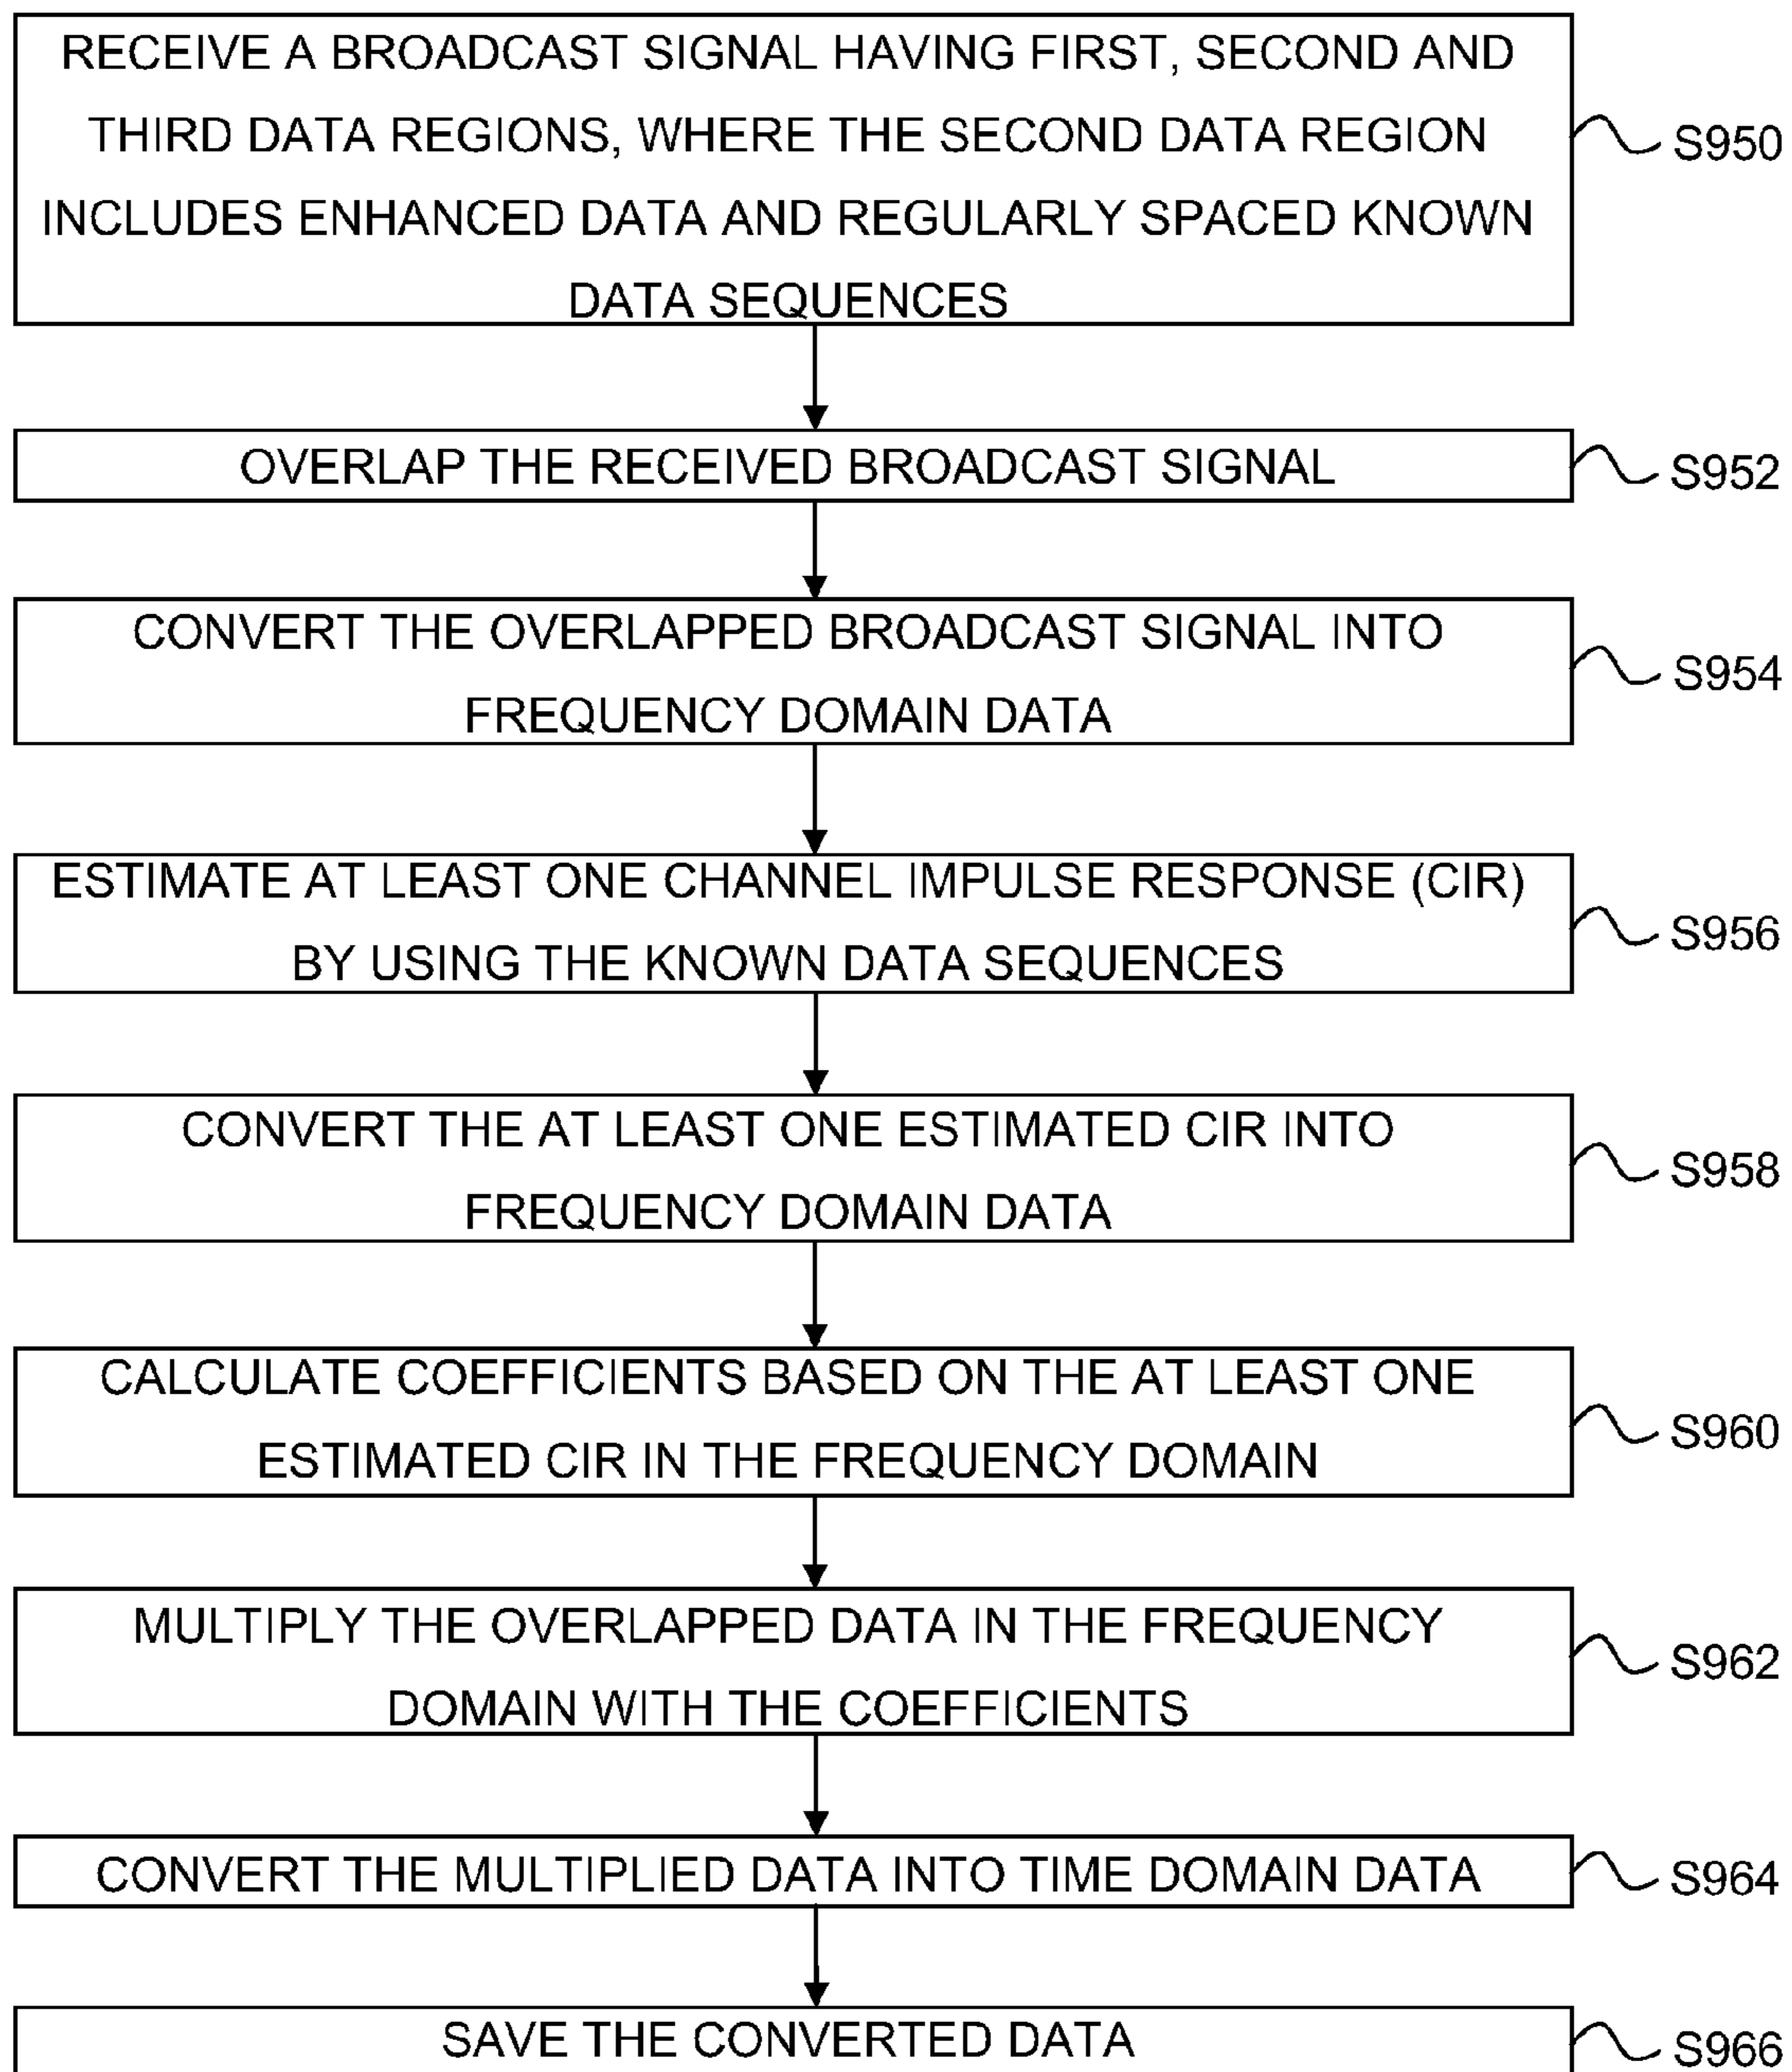 RECEIVE A BROADCAST SIGNAL HAVING FIRST, SECOND AND
THIRD DATA REGIONS, WHERE THE SECOND DATA REGION
INCLUDES ENHANCED DATA AND REGULARLY SPACED KNOWN
DATA SEQUENCES
S950
OVERLAP THE RECEIVED BROADCAST SIGNAL
S952
CONVERT THE OVERLAPPED BROADCAST SIGNAL INTO
FREQUENCY DOMAIN DATA
S954
ESTIMATE AT LEAST ONE CHANNEL IMPULSE RESPONSE (CIR)
BY USING THE KNOWN DATA SEQUENCES
S956
CONVERT THE AT LEAST ONE ESTIMATED CIR INTO
FREQUENCY DOMAIN DATA
S958
CALCULATE COEFFICIENTS BASED ON THE AT LEAST ONE
ESTIMATED CIR IN THE FREQUENCY DOMAIN
S960
MULTIPLY THE OVERLAPPED DATA IN THE FREQUENCY
DOMAIN WITH THE COEFFICIENTS
S962
CONVERT THE MULTIPLIED DATA INTO TIME DOMAIN DATA
S964
SAVE THE CONVERTED DATA
S966